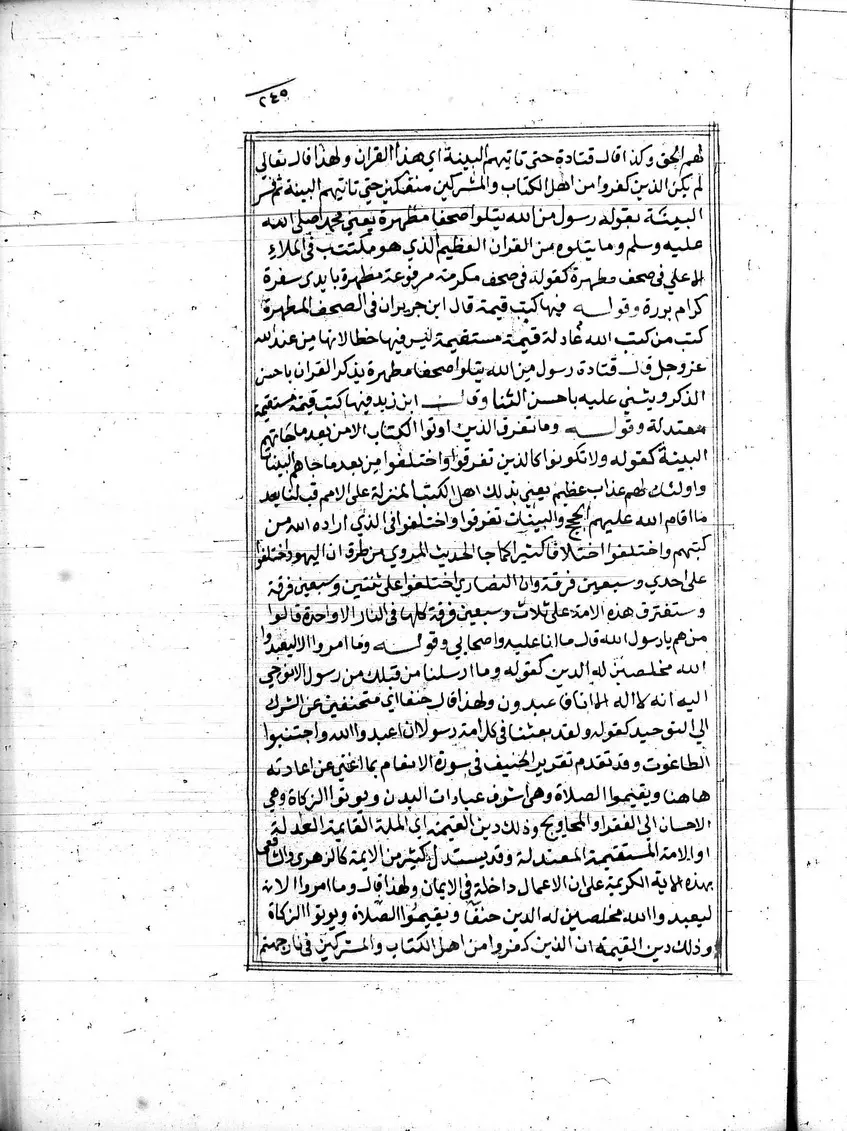 ٢٤٥
لهم الحق وكذا قال قتادة حتى تاتيهم البينة اي هذا القران ولهذا قال تعالى
لم يكن الذين كفروا من اهل الكتاب والمشركين منفكين حتى تاتيهم البينة ثم فسر
البينة بقوله رسول من الله يتلوا صحفا مطهرة يعني محمد اصلى الله
عليه وسلم وما يتلوه من القران العظيم الذي هو مكتتب في الملاء
الاعلي في صحف مطهرة كقوله في صحف مكرمة مرفوعة مطهرة بايدى سفرة
كرام بررة وقوله فيها كتب قيمة قال ابن جرير ان في الصحف المطهرة
كتب من كتب الله عادلة قيمة مستقيمة ليس فيها خطا لانها من عند الله
عز وجل قال قتادة رسول من الله يتلوا صحفا مطهرة يذكر القران باحسن
الذكر ويثني عليه باحسن الثنا وقال ابن زيد فيها كتب قيمة مستقيمة
معتدلة وقوله وما تفرق الذين اوتوا الكتاب الا من بعد ما جاتهم
البينة كقوله ولا تكونوا كالذين تفرقوا واختلفوا من بعد ما جاهم البينات
واولئك لهم عذاب عظيم يعني بذلك اهل الكتب المنزلة على الامم قبلنا بعد
ما اقام الله عليهم الحجج والبينات تفرقوا واختلفوا في الذي اراده الله من
كتبهم واختلفوا اختلافا كثيرا كما جا الحديث المروي من طرق ان اليهود اختلفوا
على احدي وسبعين فرقة وان النصاري اختلفوا على ثنتين وسبعين فرقة
وستفترق هذه الامة على ثلاث وسبعين فرقة كلها في النار الا واحدة قالوا
من هم يا رسول الله قال ما انا عليه واصحابي وقوله وما امروا الا ليعبدوا
الله مخلصين له الدين كقوله وما ارسلنا من قبلك من رسول الا نوحي
اليه انه لا اله الا انا فاعبدون ولهذا قال حنفا اي متحنفين عن الشرك
الي التوحيد كقوله ولقد بعثنا في كل امة رسولا ان اعبدوا الله واجتنبوا
الطاغوت وقد تقدم تقرير الحنيف في سورة الانعام بما اغني عن اعادته
هاهنا ويقيموا الصلاة وهي اشرف عبادات البدن ويوتوا الزكاة وهي
الاحسان الي الفقرا والمحاويج وذلك دين القيمة اي الملة القايمة العدلة
او الامة المستقيمة المعتدلة وقد يستدل كثير من الايمة كالزهرى والشافعى
بهذه الاية الكريمة على ان الاعمال داخلة في الايمان ولهذا قال وما امروا الا
ليعبدوا الله مخلصين له الدين حنفا ويقيموا الصلاة ويوتوا الزكاة
وذلك دين القيمة ان الذين كفروا من اهل الكتاب والمشركين في نار جهنم